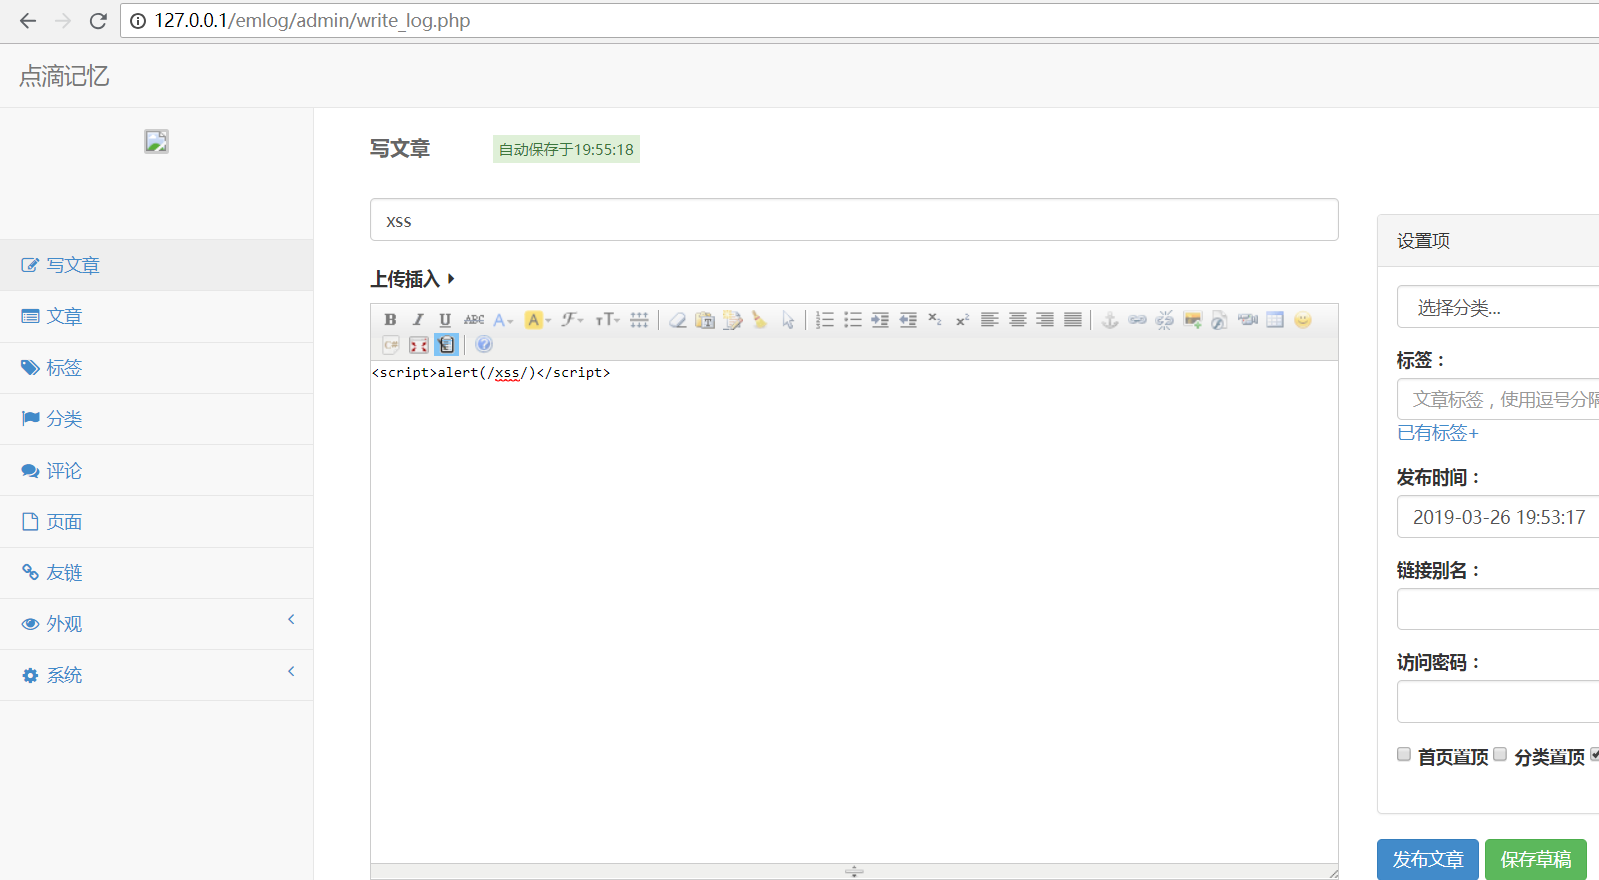 127.0.0.1/emlog/admin/write_log.php
点滴记忆
写文章
文章
标签
分类
评论
页面
友链
外观
系统
写文章 自动保存于19:55:18
xss
上传插入
B I U ABC A A F TT
C#
<script>alert(/xss/)</script>
设置项
选择分类...
标签：
文章标签，使用逗号分隔
已有标签+
发布时间：
2019-03-26 19:53:17
链接别名：
访问密码：
首页置顶 分类置顶
发布文章 保存草稿